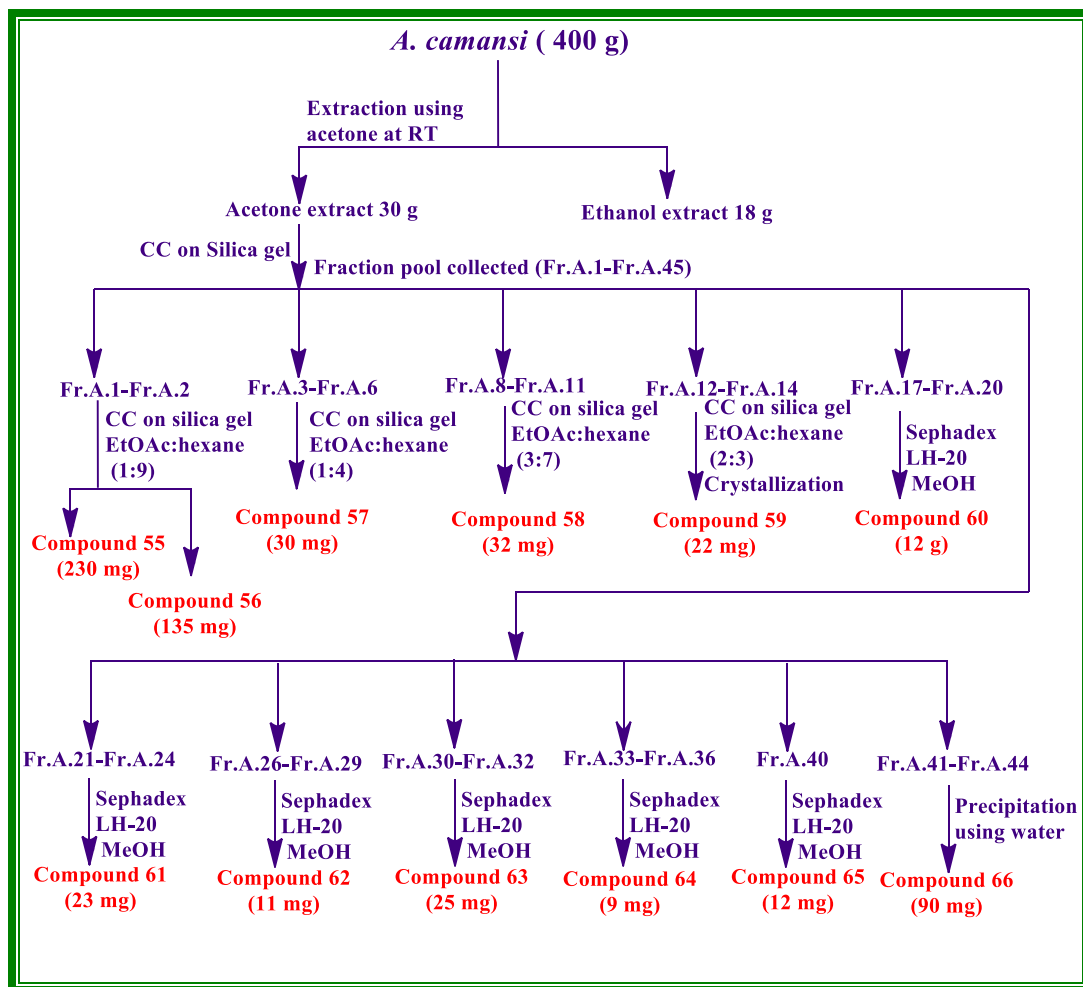 A. camansi ( 400 g)
Extraction using
acetone at RT
Acetone extract 30 g
Ethanol extract 18 g
CC on Silica gel
Fraction pool collected (Fr.A.1-Fr.A.45)
Fr.A.1-Fr.A.2
CC on silica gel
EtOAc:hexane
(1:9)
Compound 55
(230 mg)
Compound 56
(135 mg)
Fr.A.3-Fr.A.6
CC on silica gel
EtOAc:hexane
(1:4)
Compound 57
(30 mg)
Fr.A.8-Fr.A.11
CC on silica gel
EtOAc:hexane
(3:7)
Compound 58
(32 mg)
Fr.A.12-Fr.A.14
CC on silica gel
EtOAc:hexane
(2:3)
Crystallization
Compound 59
(22 mg)
Fr.A.17-Fr.A.20
Sephadex
LH-20
MeOH
Compound 60
(12 g)
Fr.A.21-Fr.A.24
Sephadex
LH-20
MeOH
Compound 61
(23 mg)
Fr.A.26-Fr.A.29
Sephadex
LH-20
MeOH
Compound 62
(11 mg)
Fr.A.30-Fr.A.32
Sephadex
LH-20
MeOH
Compound 63
(25 mg)
Fr.A.33-Fr.A.36
Sephadex
LH-20
MeOH
Compound 64
(9 mg)
Fr.A.40
Sephadex
LH-20
MeOH
Compound 65
(12 mg)
Fr.A.41-Fr.A.44
Precipitation
using water
Compound 66
(90 mg)